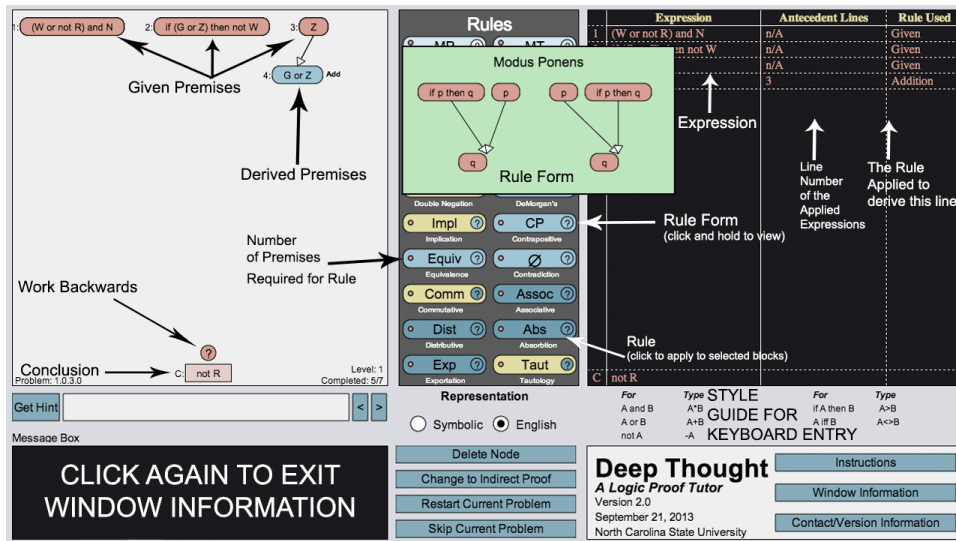 1: (W or not R) and N
2: if (G or Z) then not W
3: Z
4: G or Z Add
Given Premises
Derived Premises
Number
of Premises
Required for Rule
Work Backwards
?
Conclusion
C: not R
Problem: 1.0.3.0
Level: 1
Completed: 5/7
Rules
MP MT
Modus Ponens
if p then q p p if p then q
q q
Rule Form
Double Negation DeMorgan's
Impl ? CP ?
Implication Contrapositive
Equiv ? Ø ?
Equivalence Contradiction
Comm ? Assoc ?
Commutative Associative
Dist ? Abs ?
Distributive Absorbtion
Exp ? Taut ?
Exportation Tautology
Expression Antecedent Lines Rule Used
1 (W or not R) and N n/A Given
then not W n/A Given
n/A Given
3 Addition
Expression
Line
Number
of the
Applied
Expressions
The Rule
Applied to
derive this line
Rule Form
(click and hold to view)
Rule
(click to apply to selected blocks)
C not R
Get Hint < >
Message Box
CLICK AGAIN TO EXIT
WINDOW INFORMATION
Representation
Symbolic English
Delete Node
Change to Indirect Proof
Restart Current Problem
Skip Current Problem
For Type STYLE For Type
A and B A*B GUIDE FOR if A then B A>B
A or B A+B A iff B A<>B
not A -A KEYBOARD ENTRY
Deep Thought
A Logic Proof Tutor
Version 2.0
September 21, 2013
North Carolina State University
Instructions
Window Information
Contact/Version Information